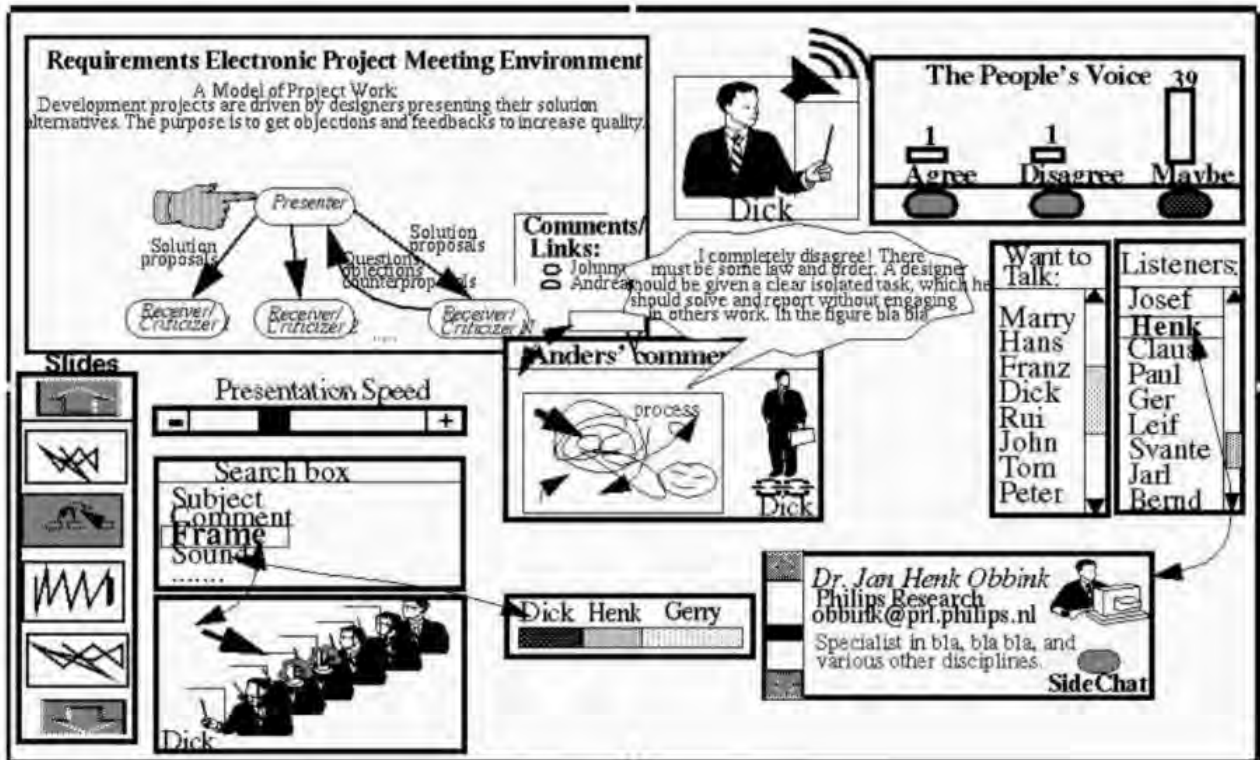 Requirements Electronic Project Meeting Environment
A Model of Project Work
Development projects are driven by designers presenting their solution
alternatives. The purpose is to get objections and feedbacks to increase quality.
Presenter
Solution
proposals
Questions
objections
counterproposals
Solution
proposals
Receiver/
Criticizer 1
Receiver/
Criticizer 2
.....
Receiver/
Criticizer N
Comments/
Links:
Johnny
Andrea
Dick
The People's Voice
1
1
39
Agree
Disagree
Maybe
I completely disagree! There
must be some law and order. A designer
should be given a clear isolated task, which he
should solve and report without engaging
in others work. In the figure bla bla
Anders' comme
process
Dick
Want to
Talk:
Marry
Hans
Franz
Dick
Rui
John
Tom
Peter
Listeners:
Josef
Henk
Claus
Paul
Ger
Leif
Svante
Jarl
Bernd
Slides
Presentation Speed
- +
Search box
Subject
Comment
Frame
Sound
.......
Dick
Dick Henk Gerry
Dr. Jan Henk Obbink
Philips Research
obbink@prl.philips.nl
Specialist in bla, bla bla, and
various other disciplines.
SideChat